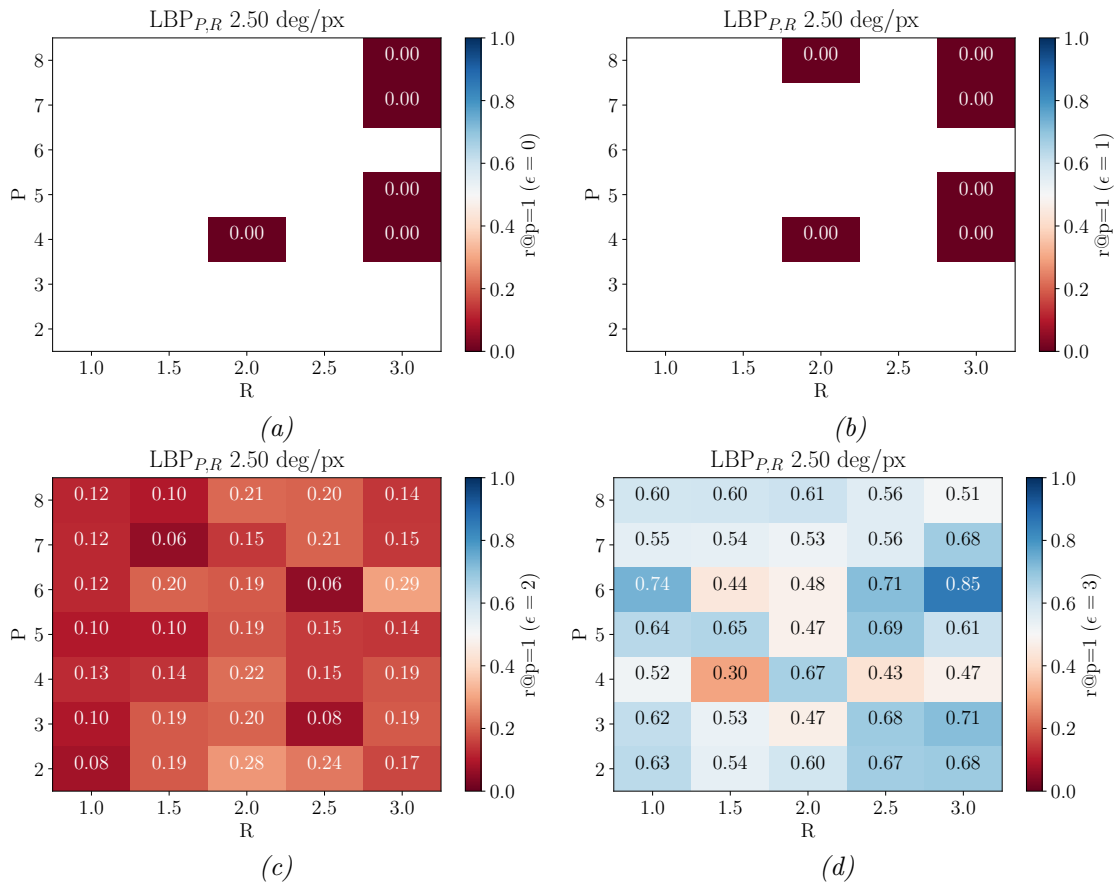 LBP_{P,R} 2.50 deg/px
8 0.00 1.0
7 0.00 0.8
6 0.6
P
5 0.00 0.4
4 0.00 0.00
3 0.2
2 0.0
1.0 1.5 2.0 2.5 3.0
R
r@p=1 (ϵ = 0)
(a)
LBP_{P,R} 2.50 deg/px
8 0.00 0.00 1.0
7 0.00 0.8
6 0.6
P
5 0.00 0.4
4 0.00 0.00
3 0.2
2 0.0
1.0 1.5 2.0 2.5 3.0
R
r@p=1 (ϵ = 1)
(b)
LBP_{P,R} 2.50 deg/px
8 0.12 0.10 0.21 0.20 0.14 1.0
7 0.12 0.06 0.15 0.21 0.15 0.8
6 0.12 0.20 0.19 0.06 0.29 0.6
P
5 0.10 0.10 0.19 0.15 0.14
4 0.13 0.14 0.22 0.15 0.19 0.4
3 0.10 0.19 0.20 0.08 0.19 0.2
2 0.08 0.19 0.28 0.24 0.17 0.0
1.0 1.5 2.0 2.5 3.0
R
r@p=1 (ϵ = 2)
(c)
LBP_{P,R} 2.50 deg/px
8 0.60 0.60 0.61 0.56 0.51 1.0
7 0.55 0.54 0.53 0.56 0.68 0.8
6 0.74 0.44 0.48 0.71 0.85 0.6
P
5 0.64 0.65 0.47 0.69 0.61
4 0.52 0.30 0.67 0.43 0.47 0.4
3 0.62 0.53 0.47 0.68 0.71 0.2
2 0.63 0.54 0.60 0.67 0.68 0.0
1.0 1.5 2.0 2.5 3.0
R
r@p=1 (ϵ = 3)
(d)